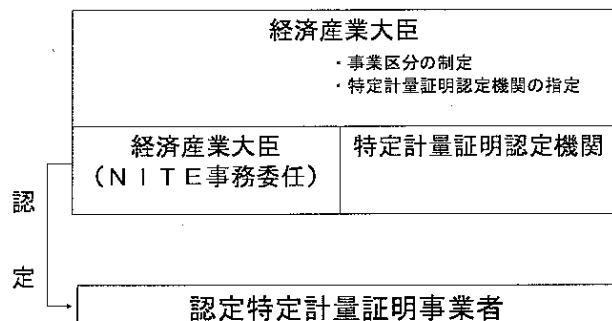 経済産業大臣
・事業区分の制定
・特定計量証明認定機関の指定
経済産業大臣
(NITE事務委任)
特定計量証明認定機関
認
定
認定特定計量証明事業者